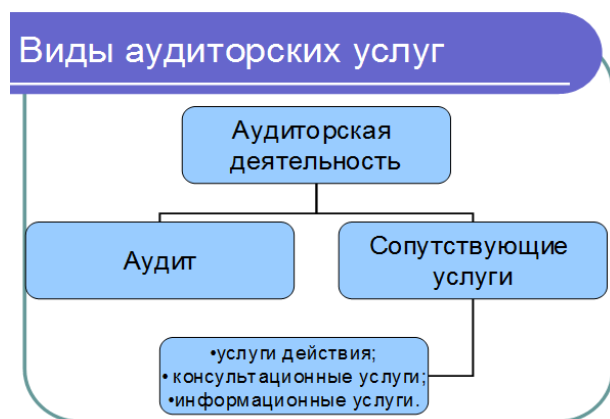 Виды аудиторских услуг
Аудиторская
деятельность
Аудит
Сопутствующие
услуги
•услуги действия;
• консультационные услуги;
•информационные услуги.